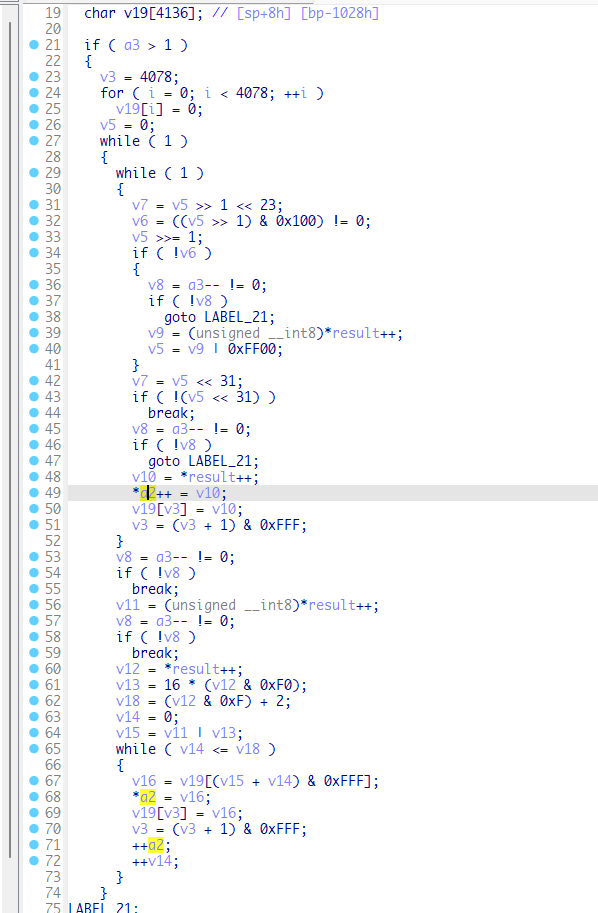 19 char v19[4136]; // [sp+8h] [bp-1028h]
20
21 if ( a3 > 1 )
22 {
23 v3 = 4078;
24 for ( i = 0; i < 4078; ++i )
25 v19[i] = 0;
26 v5 = 0;
27 while ( 1 )
28 {
29 while ( 1 )
30 {
31 v7 = v5 >> 1 << 23;
32 v6 = ((v5 >> 1) & 0x100) != 0;
33 v5 >>= 1;
34 if ( !v6 )
35 {
36 v8 = a3-- != 0;
37 if ( !v8 )
38 goto LABEL_21;
39 v9 = (unsigned __int8)*result++;
40 v5 = v9 | 0xFF00;
41 }
42 v7 = v5 << 31;
43 if ( !(v5 << 31) )
44 break;
45 v8 = a3-- != 0;
46 if ( !v8 )
47 goto LABEL_21;
48 v10 = *result++;
49 *a2++ = v10;
50 v19[v3] = v10;
51 v3 = (v3 + 1) & 0xFFF;
52 }
53 v8 = a3-- != 0;
54 if ( !v8 )
55 break;
56 v11 = (unsigned __int8)*result++;
57 v8 = a3-- != 0;
58 if ( !v8 )
59 break;
60 v12 = *result++;
61 v13 = 16 * (v12 & 0xF0);
62 v18 = (v12 & 0xF) + 2;
63 v14 = 0;
64 v15 = v11 | v13;
65 while ( v14 <= v18 )
66 {
67 v16 = v19[(v15 + v14) & 0xFFF];
68 *a2 = v16;
69 v19[v3] = v16;
70 v3 = (v3 + 1) & 0xFFF;
71 ++a2;
72 ++v14;
73 }
74 }
75 LABEL_21: